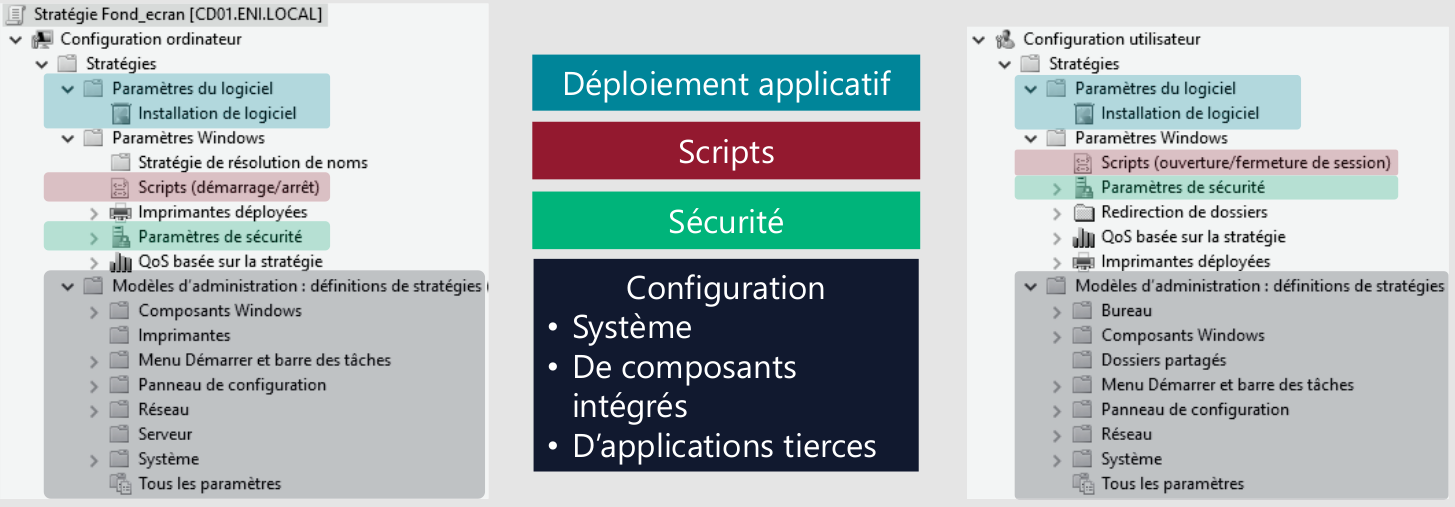 Stratégie Fond_ecran [CD01.ENI.LOCAL]
Configuration ordinateur
Stratégies
Paramètres du logiciel
Installation de logiciel
Paramètres Windows
Stratégie de résolution de noms
Scripts (démarrage/arrêt)
Imprimantes déployées
Paramètres de sécurité
QoS basée sur la stratégie
Modèles d'administration : définitions de stratégies (
Composants Windows
Imprimantes
Menu Démarrer et barre des tâches
Panneau de configuration
Réseau
Serveur
Système
Tous les paramètres
Déploiement applicatif
Scripts
Sécurité
Configuration
• Système
• De composants
intégrés
• D'applications tierces
Configuration utilisateur
Stratégies
Paramètres du logiciel
Installation de logiciel
Paramètres Windows
Scripts (ouverture/fermeture de session)
Paramètres de sécurité
Redirection de dossiers
QoS basée sur la stratégie
Imprimantes déployées
Modèles d'administration : définitions de stratégies
Bureau
Composants Windows
Dossiers partagés
Menu Démarrer et barre des tâches
Panneau de configuration
Réseau
Système
Tous les paramètres